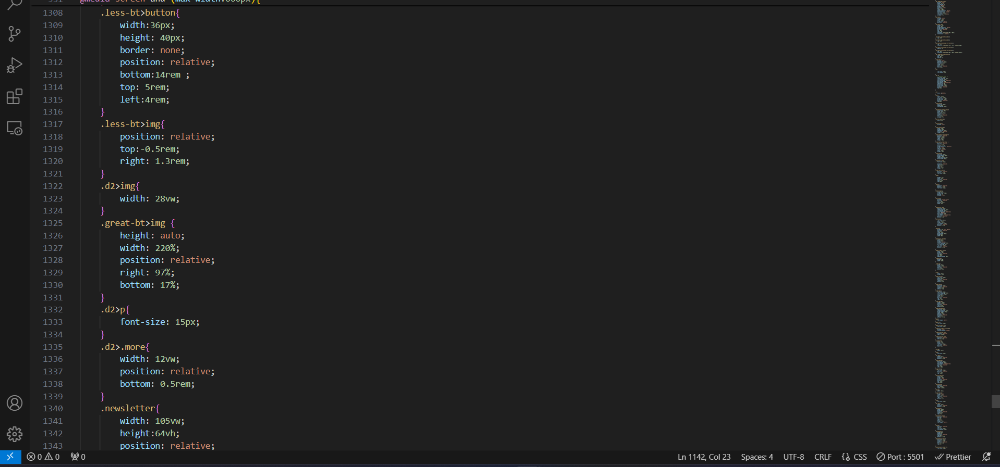 1308 .less-bt>button{
1309 width:36px;
1310 height: 40px;
1311 border: none;
1312 position: relative;
1313 bottom:14rem ;
1314 top: 5rem;
1315 left:4rem;
1316 }
1317 .less-bt>img{
1318 position: relative;
1319 top:-0.5rem;
1320 right: 1.3rem;
1321 }
1322 .d2>img{
1323 width: 28vw;
1324 }
1325 .great-bt>img {
1326 height: auto;
1327 width: 220%;
1328 position: relative;
1329 right: 97%;
1330 bottom: 17%;
1331 }
1332 .d2>p{
1333 font-size: 15px;
1334 }
1335 .d2>.more{
1336 width: 12vw;
1337 position: relative;
1338 bottom: 0.5rem;
1339 }
1340 .newsletter{
1341 width: 105vw;
1342 height:64vh;
1343 position: relative;
0 0 0 Ln 1142, Col 23 Spaces: 4 UTF-8 CRLF CSS Port : 5501 Prettier